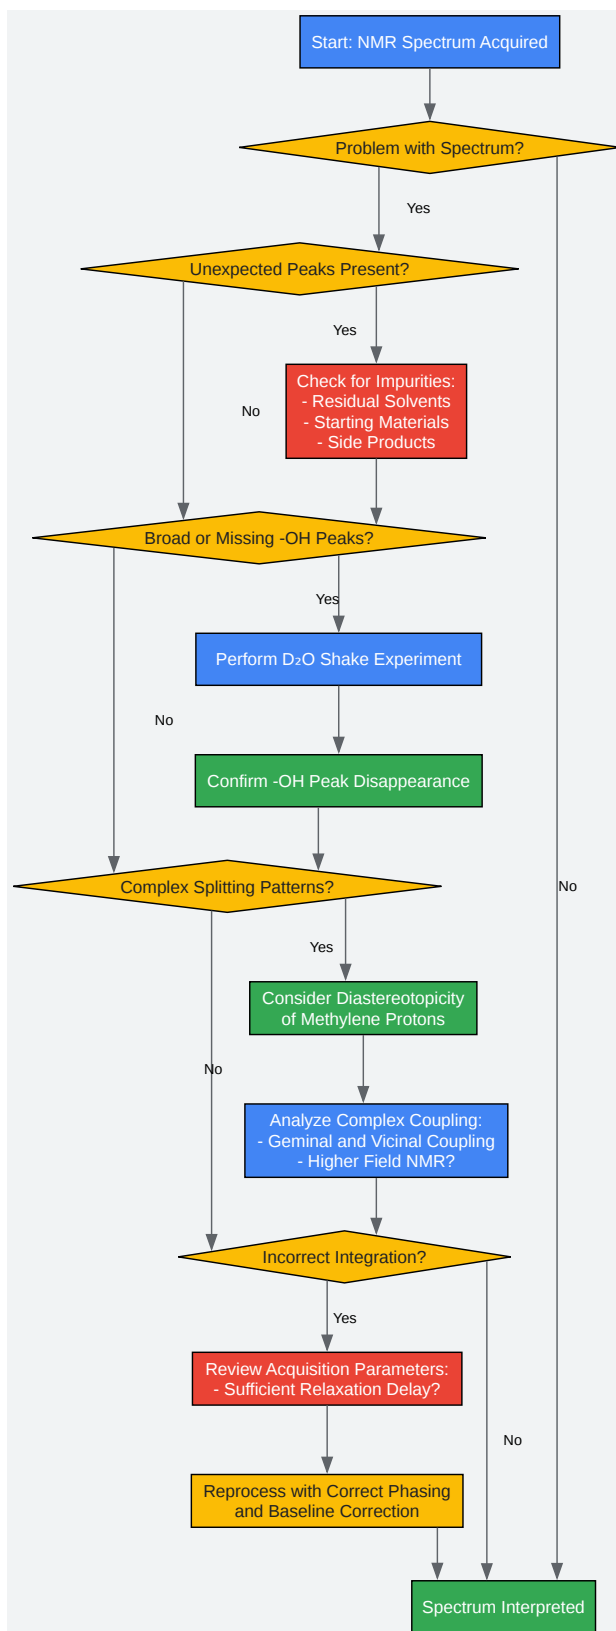 Start: NMR Spectrum Acquired
Problem with Spectrum?
Yes
Unexpected Peaks Present?
Yes
Check for Impurities:
- Residual Solvents
- Starting Materials
- Side Products
No
Broad or Missing -OH Peaks?
Yes
Perform D₂O Shake Experiment
No
Confirm -OH Peak Disappearance
Complex Splitting Patterns?
No
Yes
Consider Diastereotopicity
of Methylene Protons
No
Analyze Complex Coupling:
- Geminal and Vicinal Coupling
- Higher Field NMR?
Incorrect Integration?
Yes
Review Acquisition Parameters:
- Sufficient Relaxation Delay?
No
Reprocess with Correct Phasing
and Baseline Correction
Spectrum Interpreted